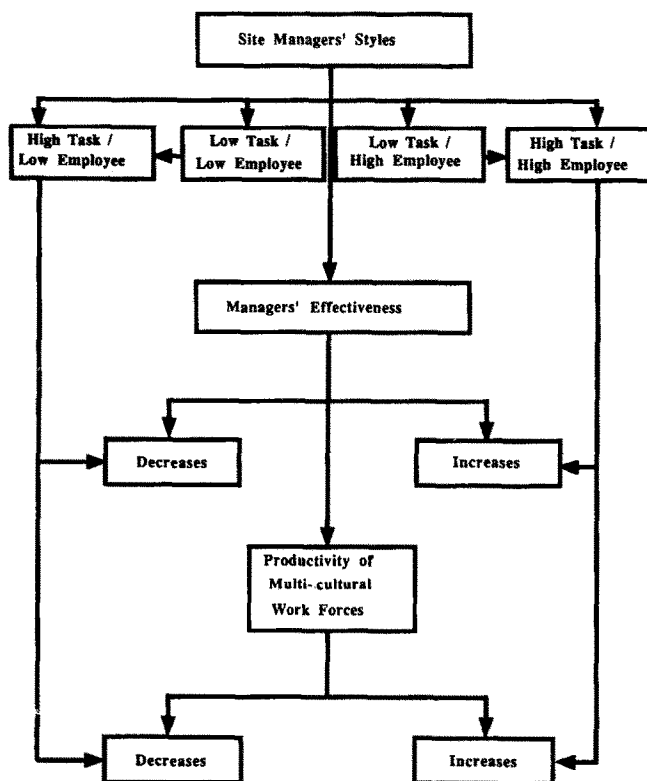 Site Managers' Styles
High Task /
Low Employee
Low Task /
Low Employee
Low Task /
High Employee
High Task /
High Employee
Managers' Effectiveness
Decreases
Increases
Productivity of
Multi-cultural
Work Forces
Decreases
Increases